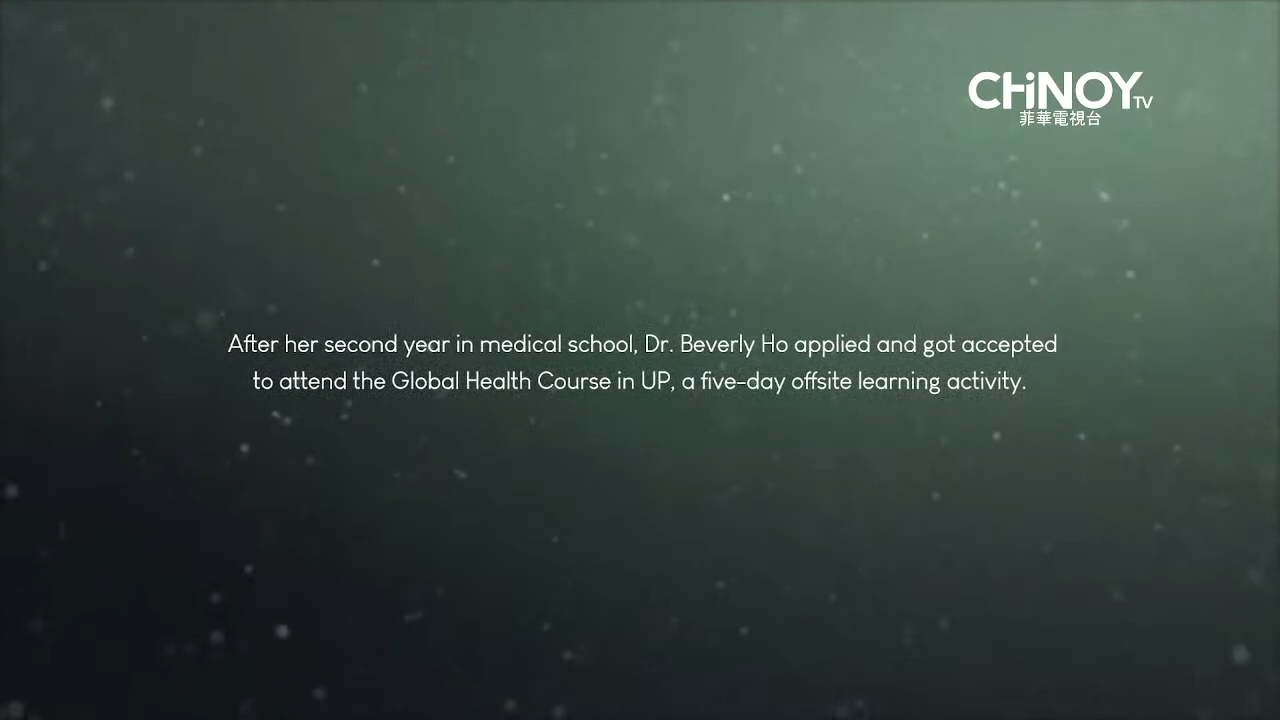 CHiNOY TV
菲華電視台
After her second year in medical school, Dr. Beverly Ho applied and got accepted
to attend the Global Health Course in UP, a five-day offsite learning activity.